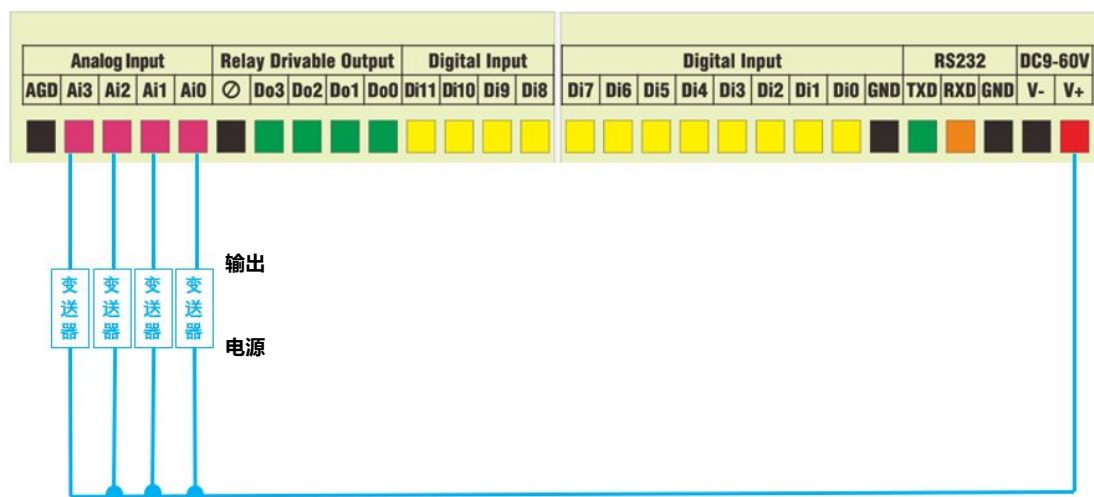 Analog Input Relay Drivable Output Digital Input Digital Input RS232 DC9-60V
AGD Ai3 Ai2 Ai1 Ai0 ∅ Do3 Do2 Do1 Do0 Di11 Di10 Di9 Di8 Di7 Di6 Di5 Di4 Di3 Di2 Di1 Di0 GND TXD RXD GND V- V+
输出
变送器 变送器 变送器 变送器
电源